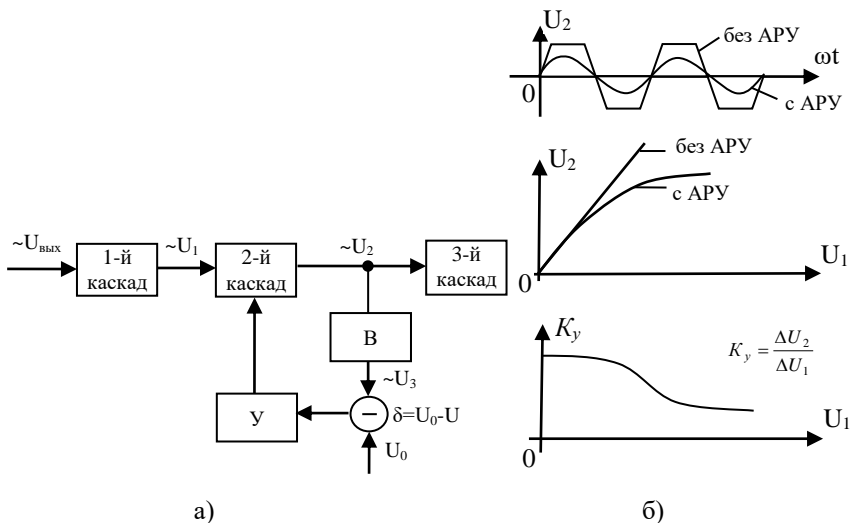 ~Uвых
1-й
каскад
~U1
2-й
каскад
~U2
3-й
каскад
В
~U3
У
–
δ=U0-U
U0
а)
U2
без АРУ
ωt
0
с АРУ
U2
без АРУ
с АРУ
0
U1
Kу
Kу = ΔU2 / ΔU1
0
U1
б)